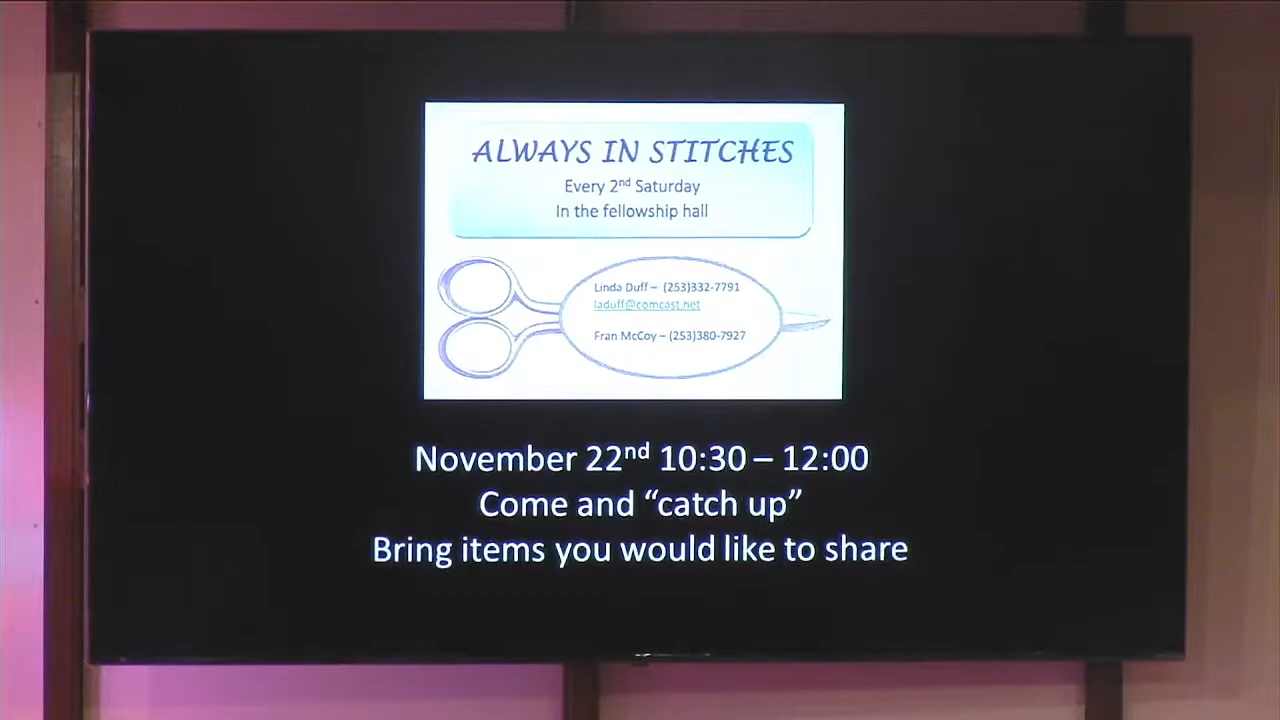 ALWAYS IN STITCHES
Every 2nd Saturday
In the fellowship hall
Linda Duff – (253)332-7791
laduff@comcast.net
Fran McCoy – (253)380-7927
November 22nd 10:30 – 12:00
Come and “catch up”
Bring items you would like to share